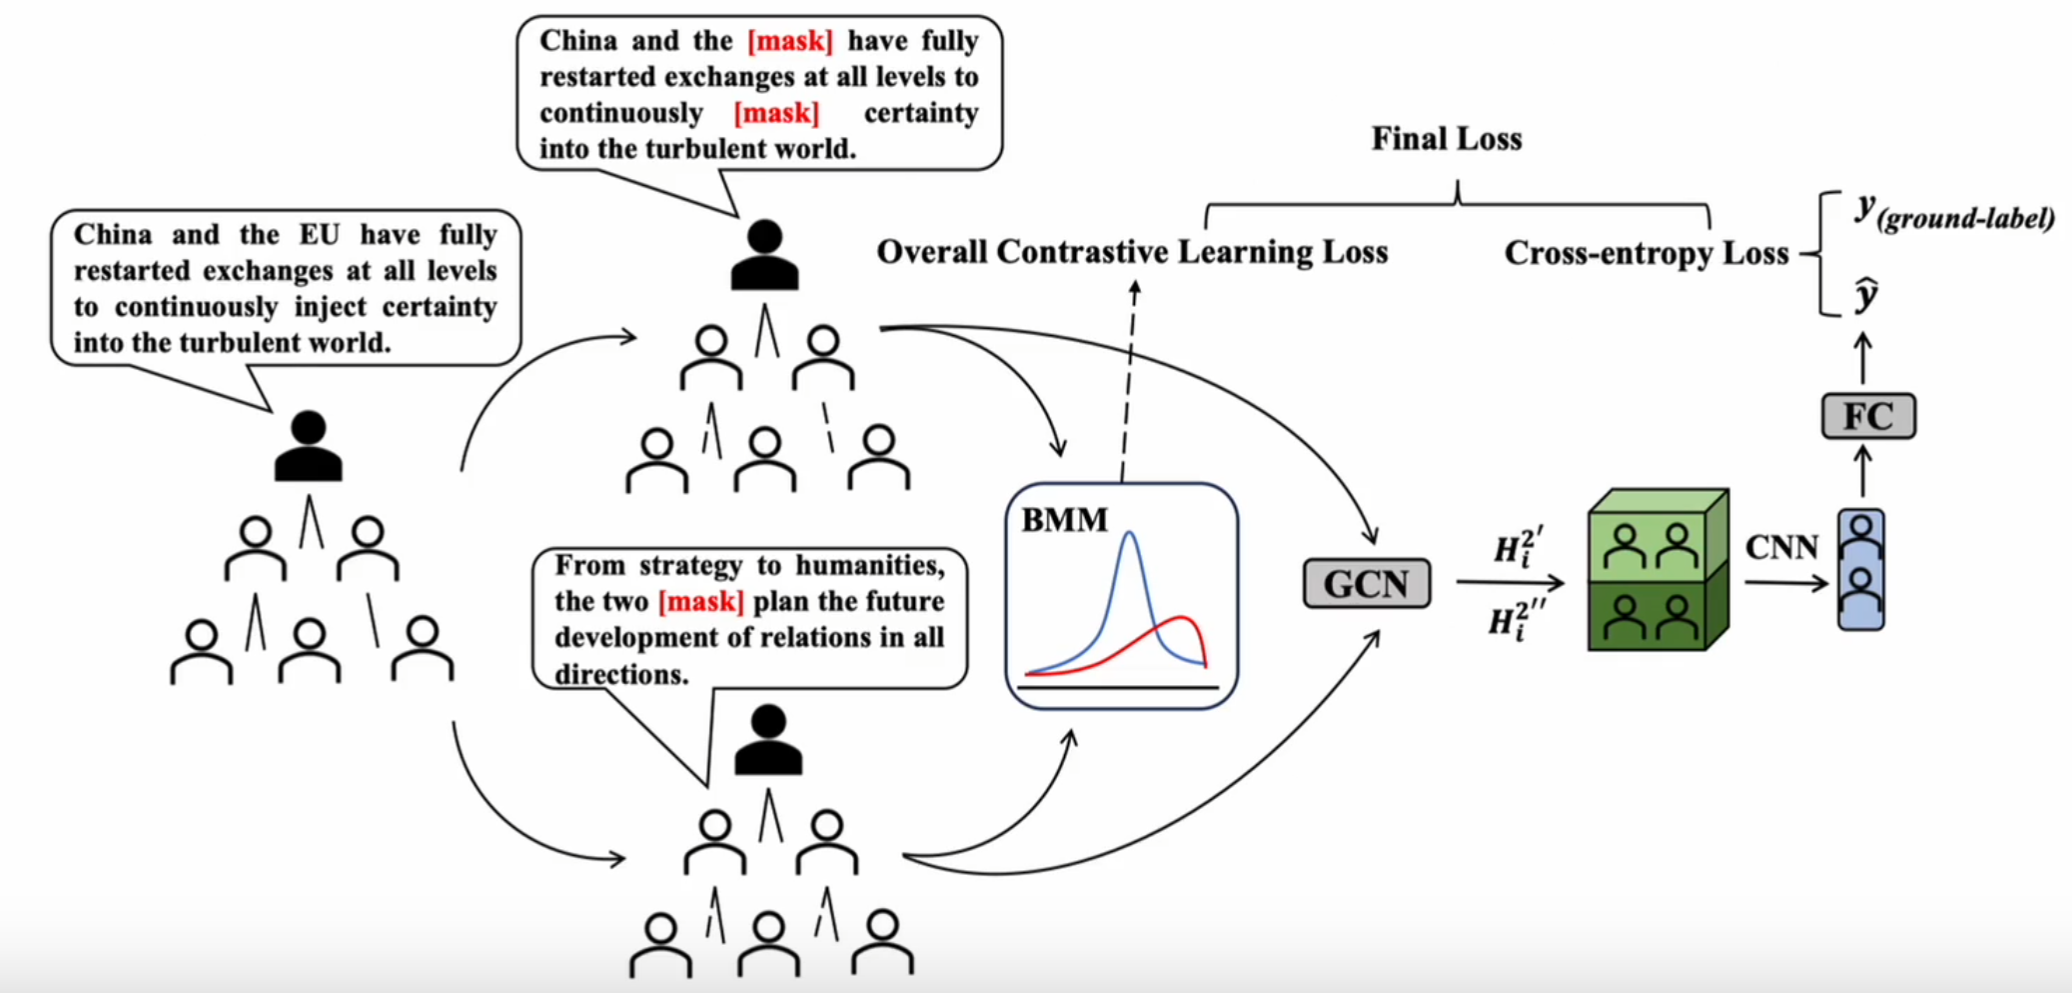 China and the [mask] have fully
restarted exchanges at all levels to
continuously [mask] certainty
into the turbulent world.
China and the EU have fully
restarted exchanges at all levels
to continuously inject certainty
into the turbulent world.
From strategy to humanities,
the two [mask] plan the future
development of relations in all
directions.
BMM
Overall Contrastive Learning Loss
Final Loss
Cross-entropy Loss
y(ground-label)
ŷ
FC
GCN
H_i^{2'}
H_i^{2''}
CNN